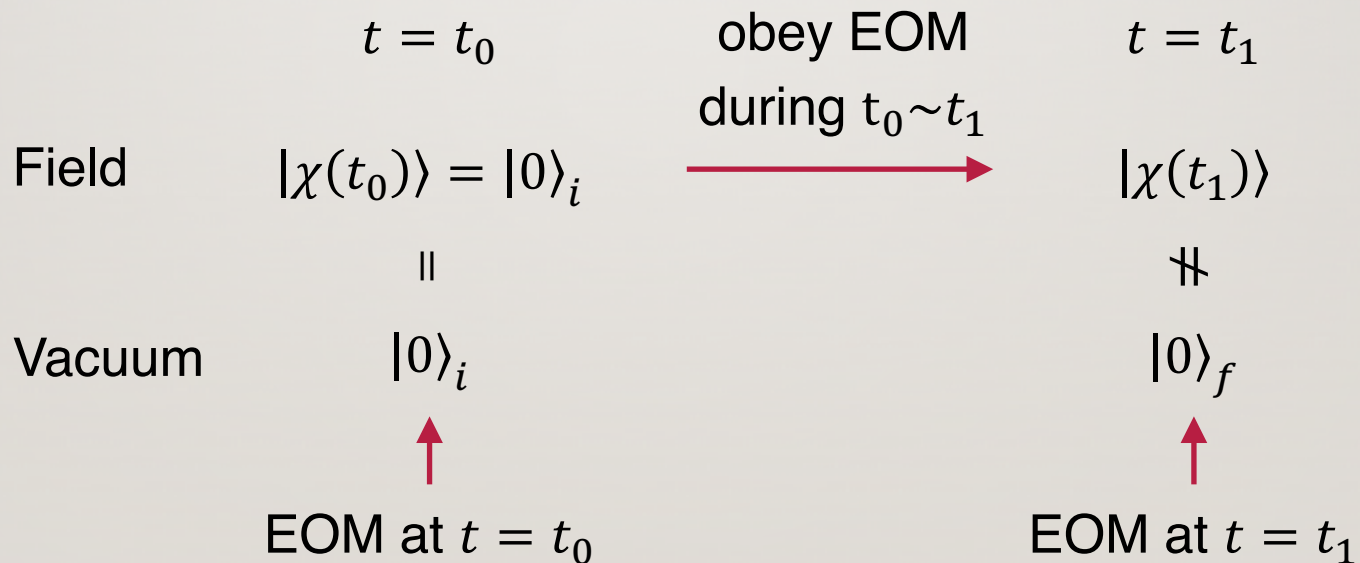 t = t₀ obey EOM t = t₁
during t₀~t₁
Field |χ(t₀)⟩ = |0⟩ᵢ |χ(t₁)⟩
= ≠
Vacuum |0⟩ᵢ |0⟩_f
EOM at t = t₀ EOM at t = t₁